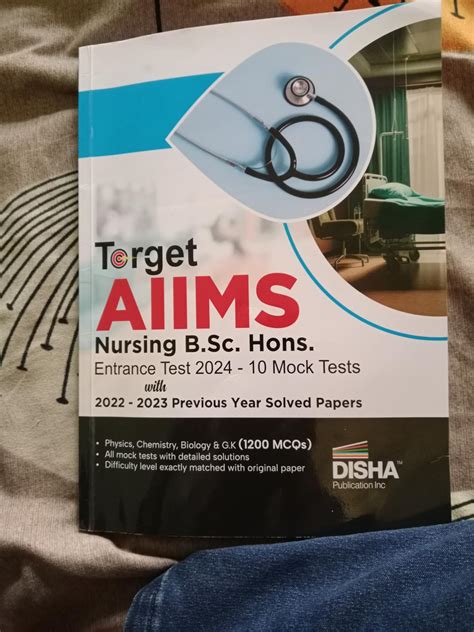 Target
AIIMS
Nursing B.Sc. Hons.
Entrance Test 2024 - 10 Mock Tests
with
2022 - 2023 Previous Year Solved Papers
• Physics, Chemistry, Biology & G.K (1200 MCQs)
• All mock tests with detailed solutions
• Difficulty level exactly matched with original paper
DISHA™
Publication Inc